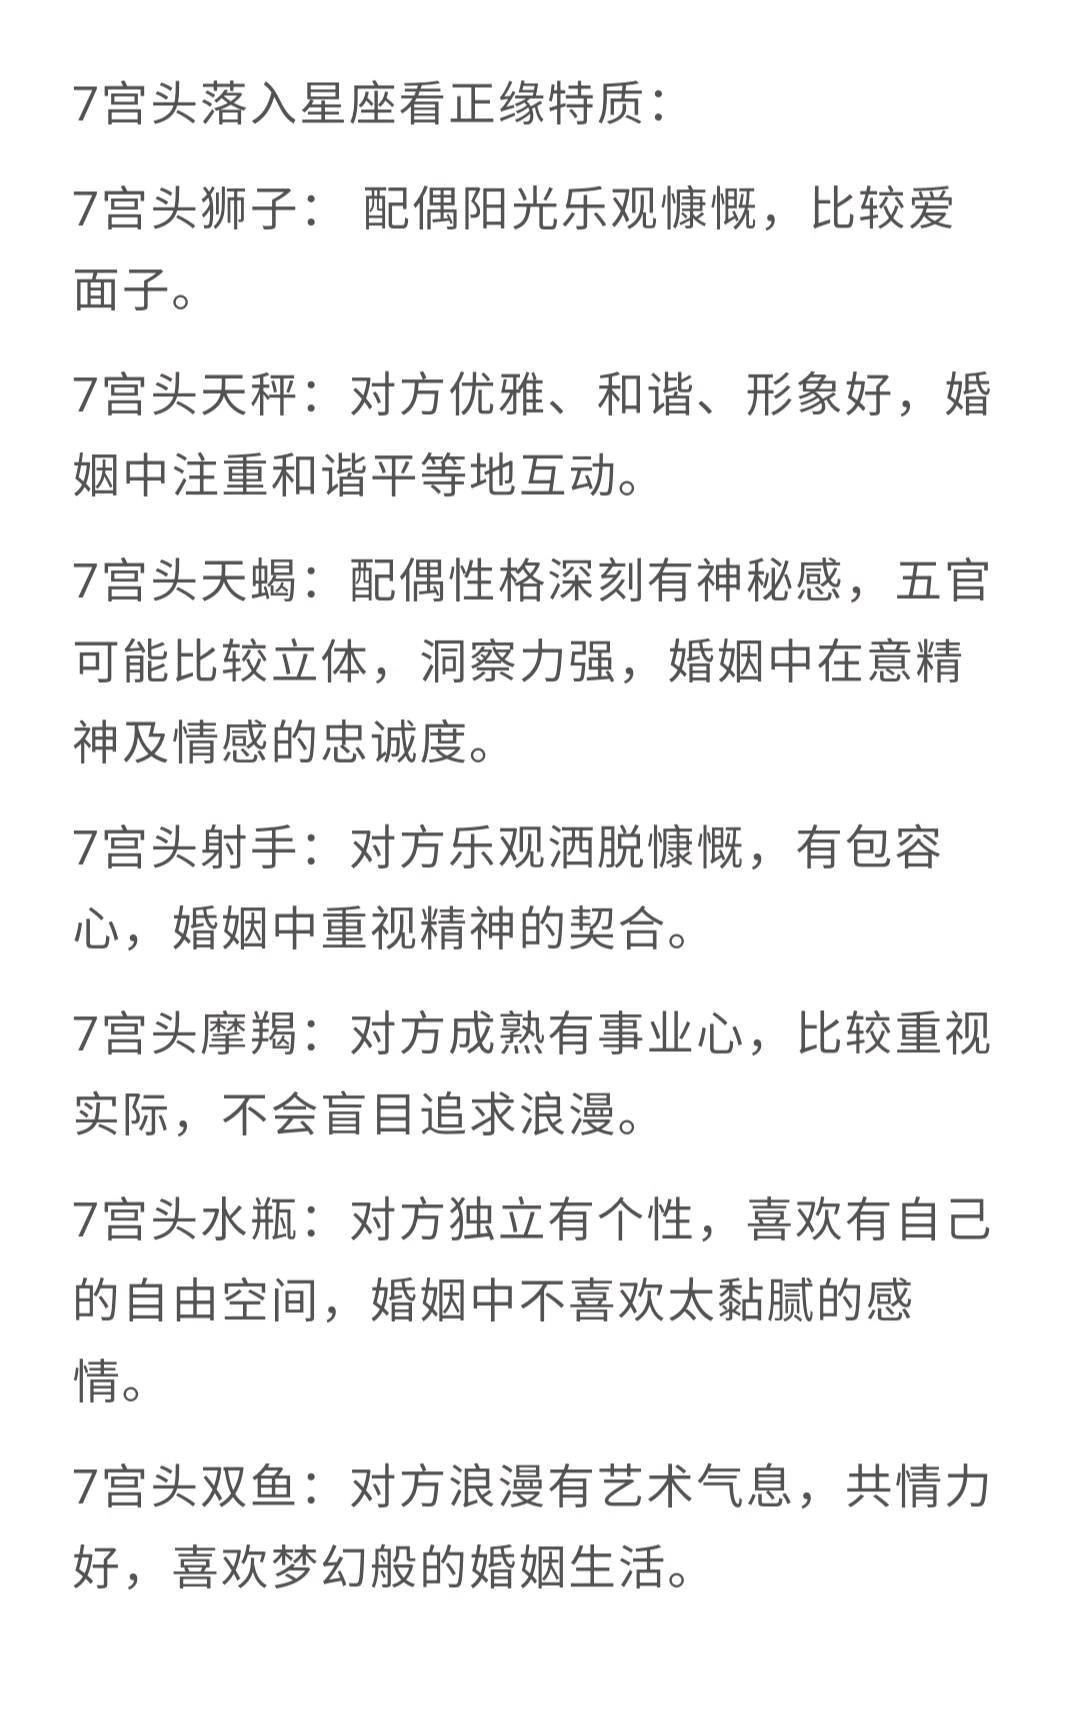 7宫头落入星座看正缘特质：
7宫头狮子： 配偶阳光乐观慷慨，比较爱
面子。
7宫头天秤：对方优雅、和谐、形象好，婚
姻中注重和谐平等地互动。
7宫头天蝎：配偶性格深刻有神秘感，五官
可能比较立体，洞察力强，婚姻中在意精
神及情感的忠诚度。
7宫头射手：对方乐观洒脱慷慨，有包容
心，婚姻中重视精神的契合。
7宫头摩羯：对方成熟有事业心，比较重视
实际，不会盲目追求浪漫。
7宫头水瓶：对方独立有个性，喜欢有自己
的自由空间，婚姻中不喜欢太黏腻的感
情。
7宫头双鱼：对方浪漫有艺术气息，共情力
好，喜欢梦幻般的婚姻生活。